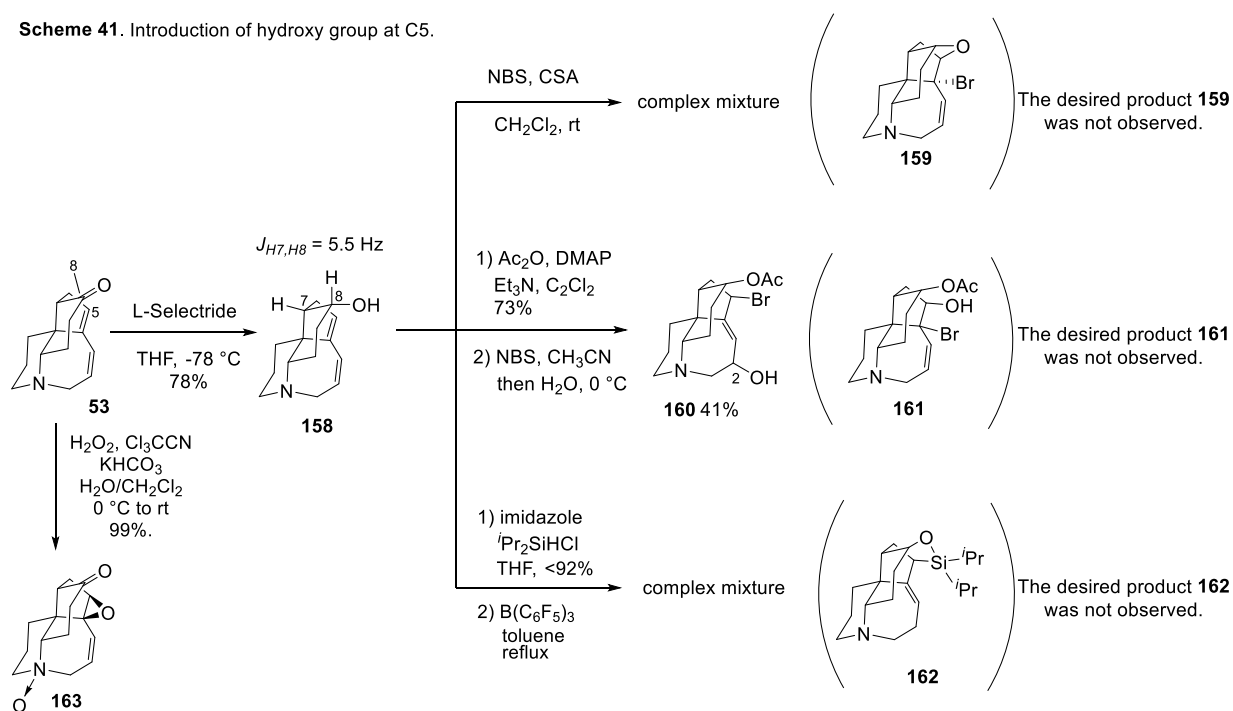 Scheme 41. Introduction of hydroxy group at C5.
NBS, CSA
CH2Cl2, rt
complex mixture
O
Br
N
159
The desired product 159
was not observed.
JH7,H8 = 5.5 Hz
8
O
5
N
53
L-Selectride
THF, -78 °C
78%
H
H
7
8
OH
N
158
1) Ac2O, DMAP
Et3N, C2Cl2
73%
2) NBS, CH3CN
then H2O, 0 °C
OAc
Br
N
2
OH
160 41%
OAc
OH
Br
N
161
The desired product 161
was not observed.
H2O2, Cl3CCN
KHCO3
H2O/CH2Cl2
0 °C to rt
99%.
O
O
N
O
163
1) imidazole
iPr2SiHCl
THF, <92%
2) B(C6F5)3
toluene
reflux
complex mixture
O
Si
iPr
iPr
N
162
The desired product 162
was not observed.